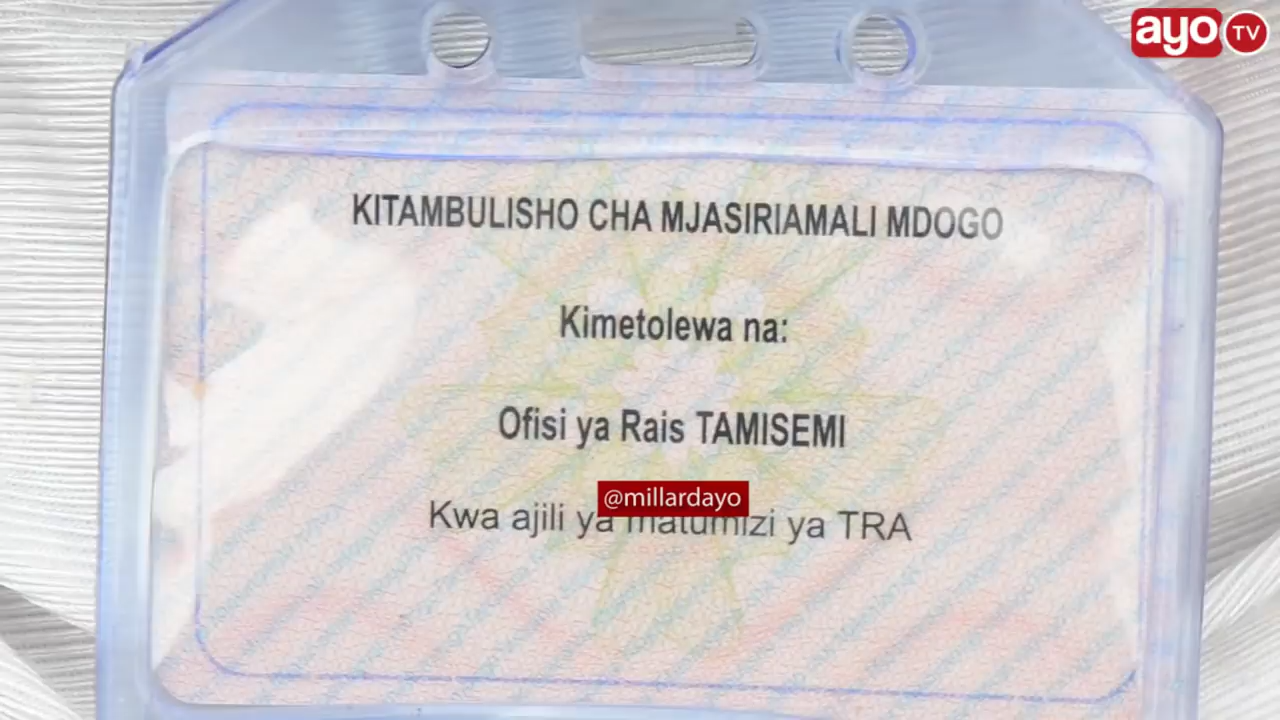 ayo TV
KITAMBULISHO CHA MJASIRIAMALI MDOGO
Kimetolewa na:
Ofisi ya Rais TAMISEMI
@millardayo
Kwa ajili ya matumizi ya TRA